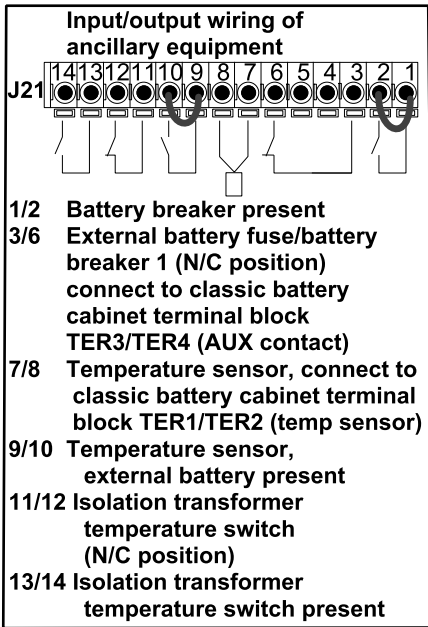 Input/output wiring of
ancillary equipment
14 13 12 11 10 9 8 7 6 5 4 3 2 1
J21
1/2 Battery breaker present
3/6 External battery fuse/battery
breaker 1 (N/C position)
connect to classic battery
cabinet terminal block
TER3/TER4 (AUX contact)
7/8 Temperature sensor, connect to
classic battery cabinet terminal
block TER1/TER2 (temp sensor)
9/10 Temperature sensor,
external battery present
11/12 Isolation transformer
temperature switch
(N/C position)
13/14 Isolation transformer
temperature switch present